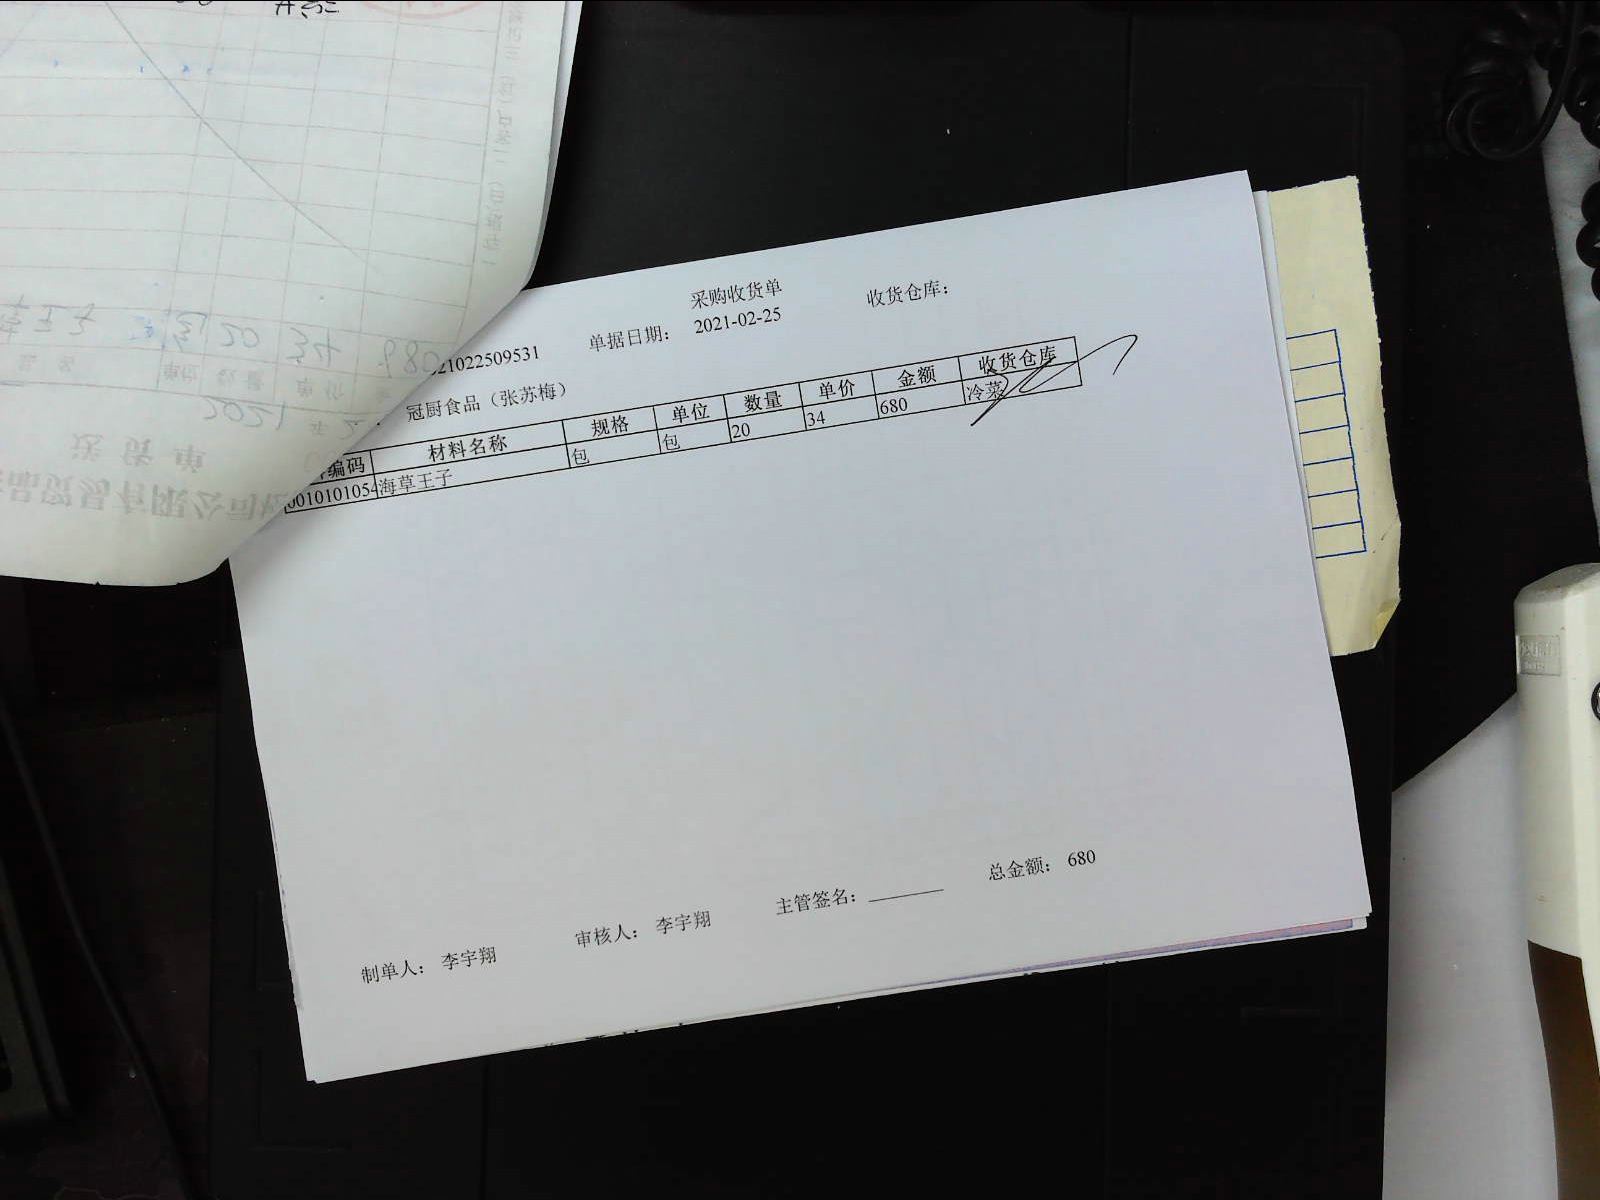 采购收货单
单据日期： 2021-02-25 收货仓库：
21022509531
冠厨食品（张苏梅）
编码 材料名称 规格 单位 数量 单价 金额 收货仓库
0010101054 海草王子 包 包 20 34 680 冷菜
总金额： 680
制单人： 李宇翔 审核人： 李宇翔 主管签名：